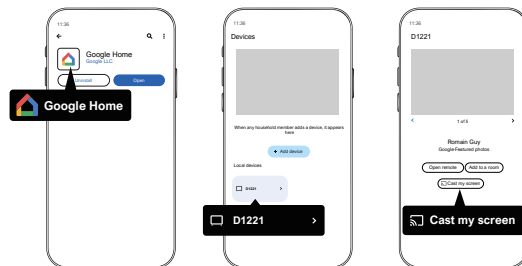 11:36
Google Home
Google LLC
Uninstall
Open
Google Home
11:36
Devices
When any household member adds a device, it appears
here
+ Add device
Local devices
D1221
D1221
11:36
D1221
1 of 5
Romain Guy
Google Featured photos
Open remote
Add to a room
Cast my screen
Cast my screen